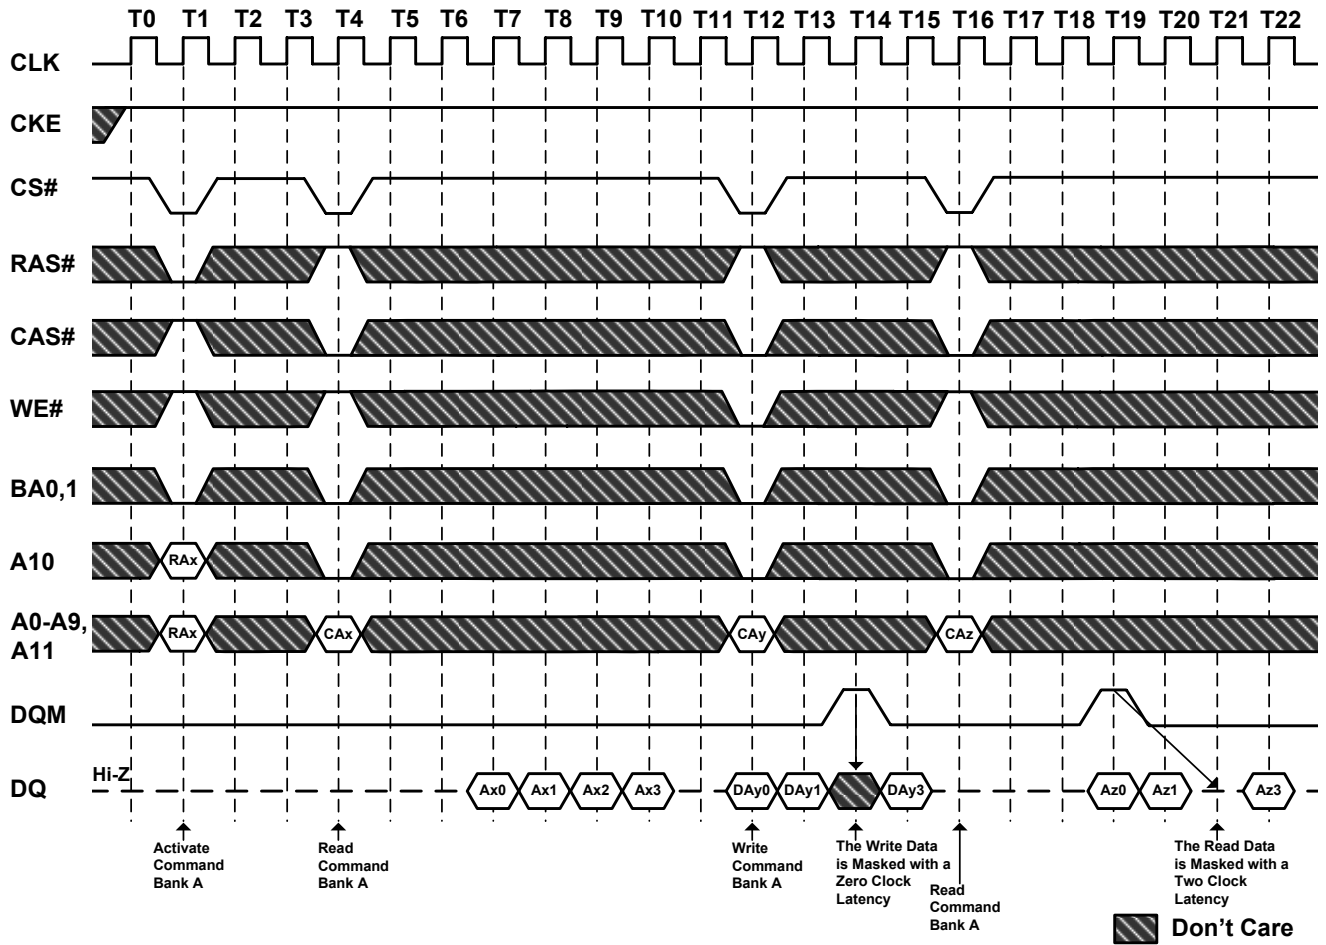 T0 T1 T2 T3 T4 T5 T6 T7 T8 T9 T10 T11 T12 T13 T14 T15 T16 T17 T18 T19 T20 T21 T22
CLK
CKE
CS#
RAS#
CAS#
WE#
BA0,1
A10
RAx
A0-A9,
A11
RAx CAx CAy CAz
DQM
Hi-Z
DQ
Ax0 Ax1 Ax2 Ax3 DAy0 DAy1 DAy3 Az0 Az1 Az3
Activate
Command
Bank A
Read
Command
Bank A
Write
Command
Bank A
The Write Data
is Masked with a
Zero Clock
Latency
Read
Command
Bank A
The Read Data
is Masked with a
Two Clock
Latency
Don't Care